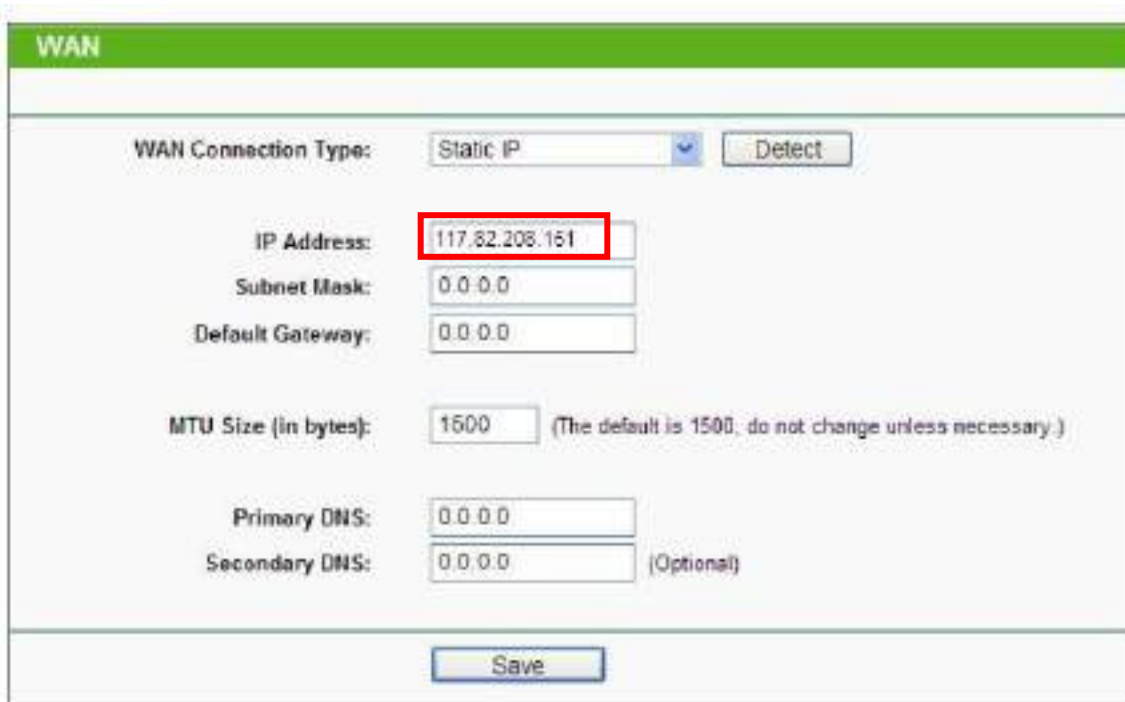 WAN
WAN Connection Type: Static IP Detect
IP Address: 117.82.208.161
Subnet Mask: 0.0.0.0
Default Gateway: 0.0.0.0
MTU Size (in bytes): 1500 (The default is 1500, do not change unless necessary.)
Primary DNS: 0.0.0.0
Secondary DNS: 0.0.0.0 (Optional)
Save